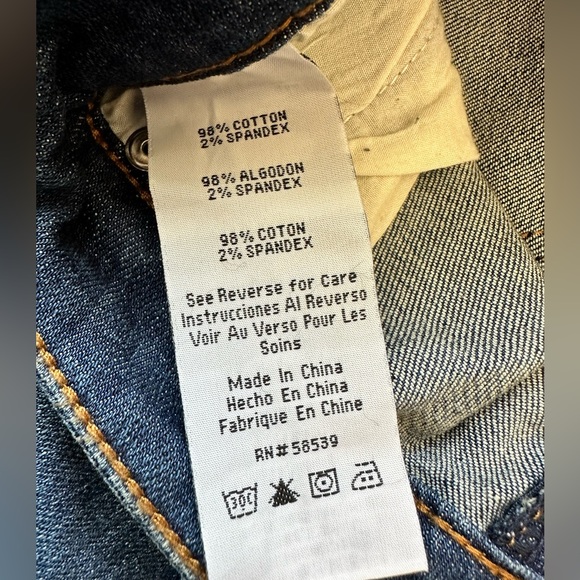 98% COTTON
2% SPANDEX
98% ALGODON
2% SPANDEX
98% COTON
2% SPANDEX
See Reverse for Care
Instrucciones Al Reverso
Voir Au Verso Pour Les
Soins
Made In China
Hecho En China
Fabrique En Chine
RN#58539
30C